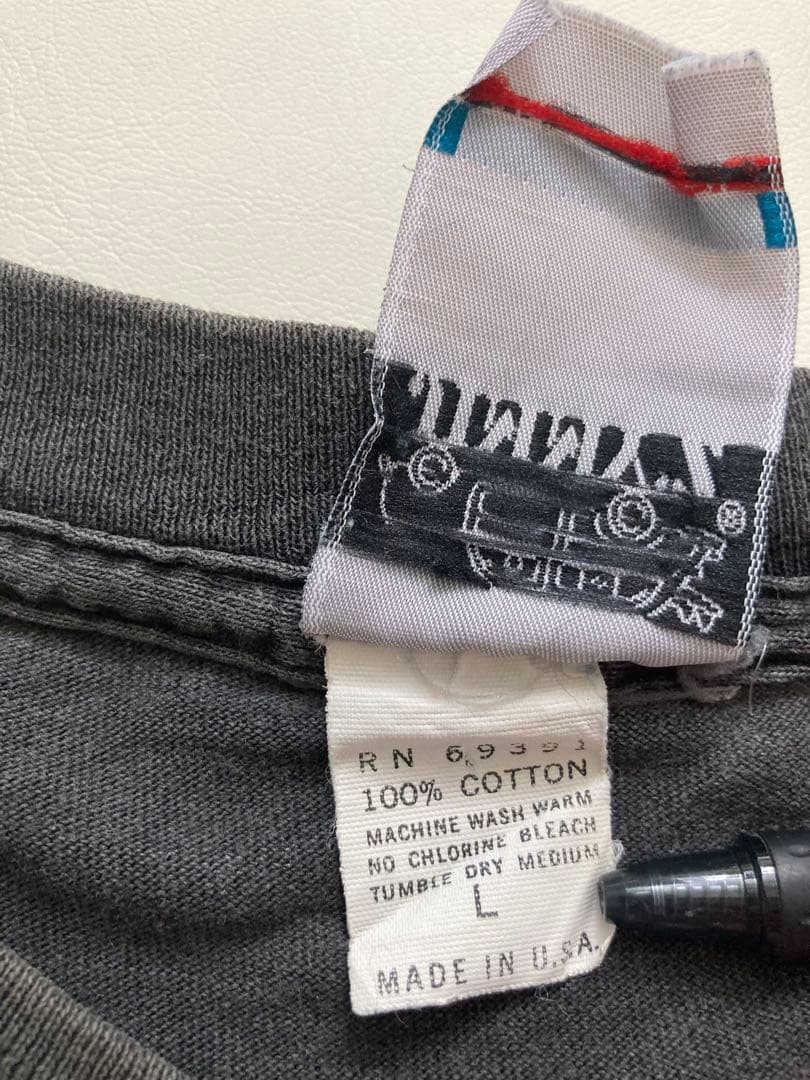 100% COTTON
MACHINE WASH WARM
NO CHLORINE BLEACH
TUMBLE DRY MEDIUM
L
MADE IN U.S.A.
®
RN